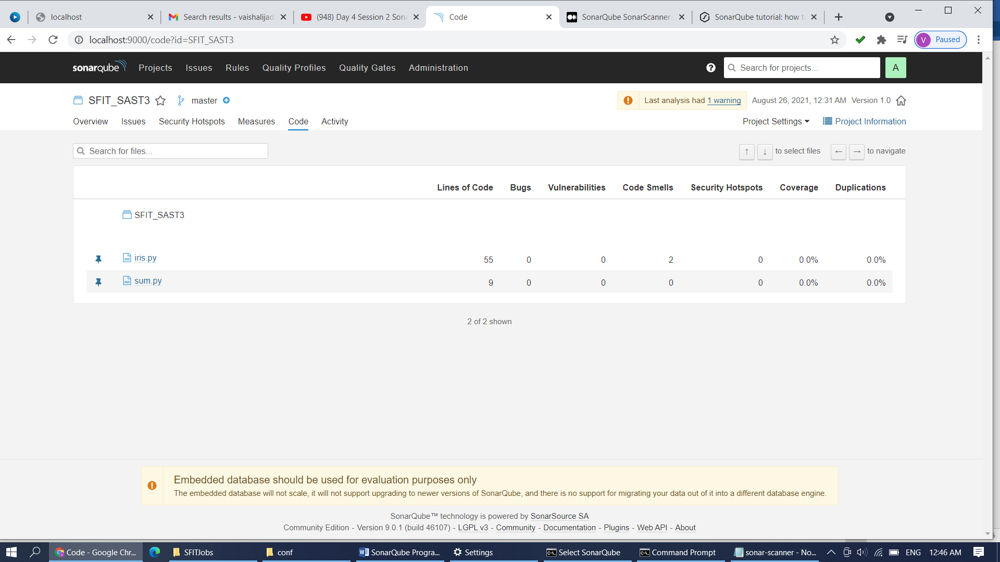 localhost
Search results - vaishalijad
(948) Day 4 Session 2 Sona
Code
SonarQube SonarScanner
SonarQube tutorial: how t
localhost:9000/code?id=SFIT_SAST3
V Paused
sonarqube Projects Issues Rules Quality Profiles Quality Gates Administration
Search for projects...
A
SFIT_SAST3 master
Last analysis had 1 warning August 26, 2021, 12:31 AM Version 1.0
Overview Issues Security Hotspots Measures Code Activity
Project Settings Project Information
Search for files...
↑ ↓ to select files ← → to navigate
Lines of Code Bugs Vulnerabilities Code Smells Security Hotspots Coverage Duplications
SFIT_SAST3
iris.py 55 0 0 2 0 0.0% 0.0%
sum.py 9 0 0 0 0 0.0% 0.0%
2 of 2 shown
Embedded database should be used for evaluation purposes only
The embedded database will not scale, it will not support upgrading to newer versions of SonarQube, and there is no support for migrating your data out of it into a different database engine.
SonarQube™ technology is powered by SonarSource SA
Community Edition - Version 9.0.1 (build 46107) - LGPL v3 - Community - Documentation - Plugins - Web API - About
Code - Google Chr... SFITJobs conf SonarQube Progra... Settings Select SonarQube Command Prompt sonar-scanner - No... ENG 12:46 AM